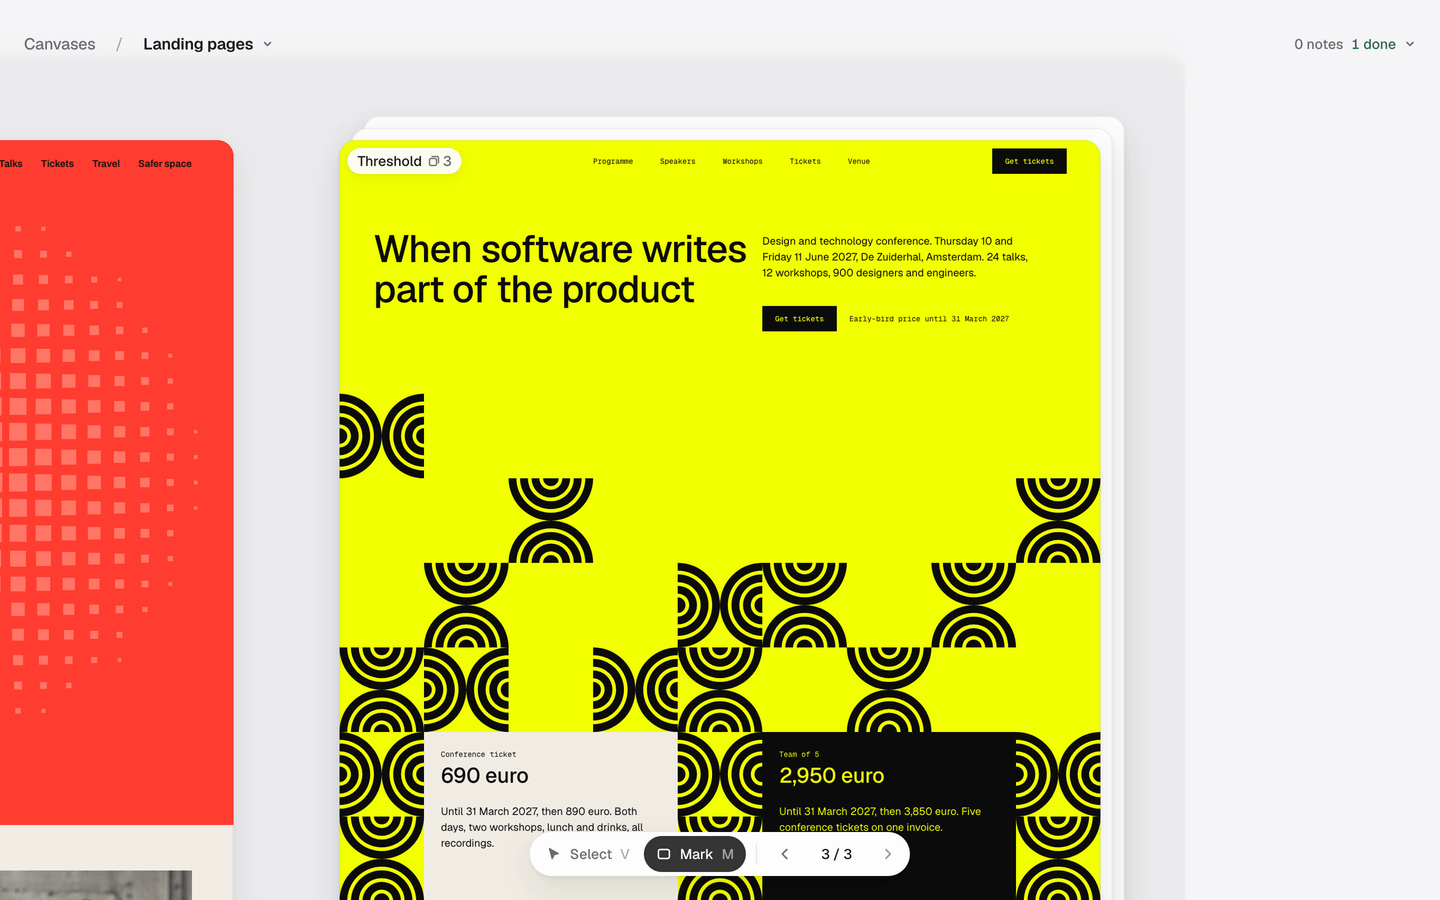 Canvases / Landing pages
0 notes 1 done
Talks Tickets Travel Safer space
Threshold 3
Programme Speakers Workshops Tickets Venue
Get tickets
When software writes
part of the product
Design and technology conference. Thursday 10 and
Friday 11 June 2027, De Zuiderhal, Amsterdam. 24 talks,
12 workshops, 900 designers and engineers.
Get tickets
Early-bird price until 31 March 2027
Conference ticket
690 euro
Until 31 March 2027, then 890 euro. Both
days, two workshops, lunch and drinks, all
recordings.
Team of 5
2,950 euro
Until 31 March 2027, then 3,850 euro. Five
conference tickets on one invoice.
Select V
Mark M
3 / 3